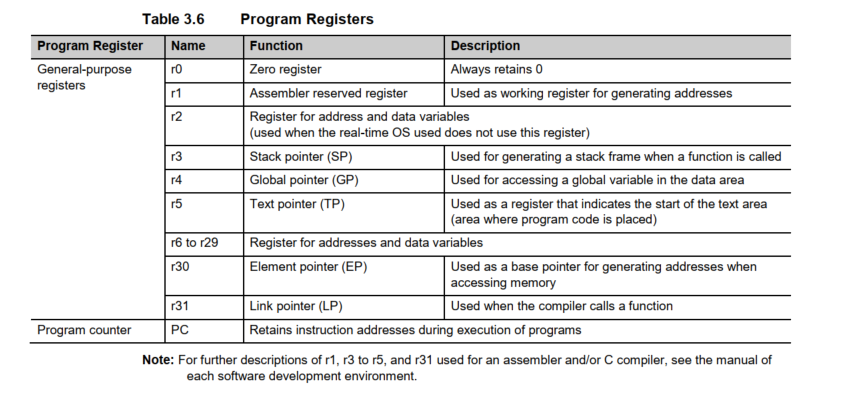 Table 3.6 Program Registers
Program Register Name Function Description
General-purpose registers r0 Zero register Always retains 0
r1 Assembler reserved register Used as working register for generating addresses
r2 Register for address and data variables
(used when the real-time OS used does not use this register)
r3 Stack pointer (SP) Used for generating a stack frame when a function is called
r4 Global pointer (GP) Used for accessing a global variable in the data area
r5 Text pointer (TP) Used as a register that indicates the start of the text area
(area where program code is placed)
r6 to r29 Register for addresses and data variables
r30 Element pointer (EP) Used as a base pointer for generating addresses when
accessing memory
r31 Link pointer (LP) Used when the compiler calls a function
Program counter PC Retains instruction addresses during execution of programs
Note: For further descriptions of r1, r3 to r5, and r31 used for an assembler and/or C compiler, see the manual of
each software development environment.